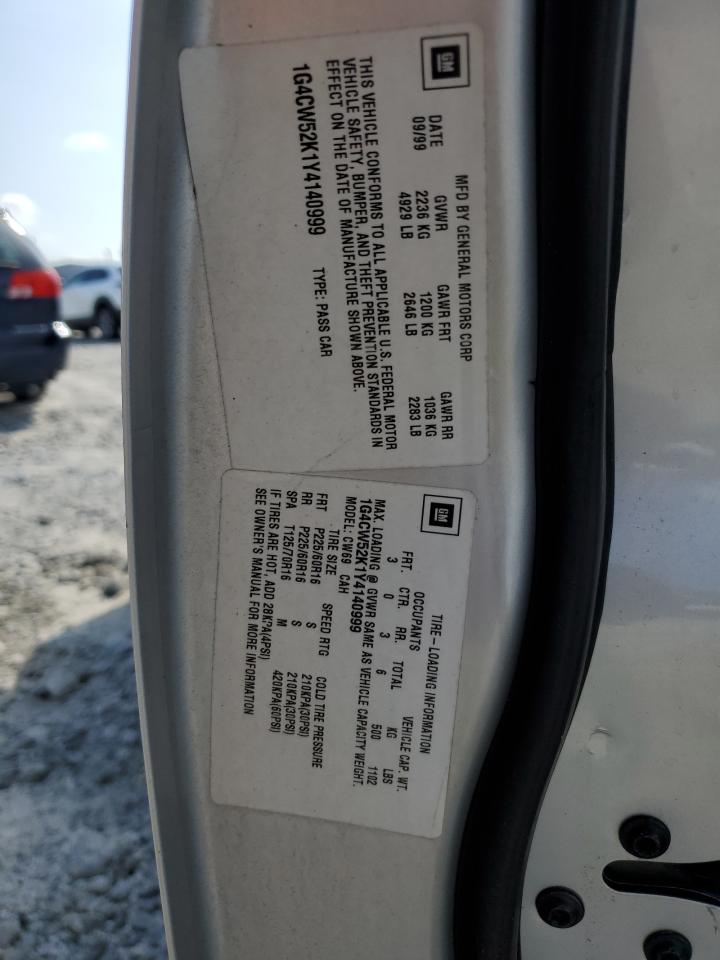 GM
MFD BY GENERAL MOTORS CORP
DATE GVWR GAWR FRT GAWR RR
09/99 2236 KG 1200 KG 1036 KG
4929 LB 2646 LB 2283 LB
THIS VEHICLE CONFORMS TO ALL APPLICABLE U.S. FEDERAL MOTOR
VEHICLE SAFETY, BUMPER, AND THEFT PREVENTION STANDARDS IN
EFFECT ON THE DATE OF MANUFACTURE SHOWN ABOVE.
1G4CW52K1Y4140999 TYPE: PASS CAR
GM
TIRE-LOADING INFORMATION
OCCUPANTS VEHICLE CAP. WT.
FRT. CTR. RR. TOTAL KG LBS
3 0 3 6 500 1102
MAX. LOADING @ GVWR SAME AS VEHICLE CAPACITY WEIGHT.
1G4CW52K1Y4140999
MODEL: CW69 CAH
TIRE SIZE SPEED RTG COLD TIRE PRESSURE
FRT P225/60R16 S 210KPA(30PSI)
RR P225/60R16 S 210KPA(30PSI)
SPA T125/70R16 M 420KPA(60PSI)
IF TIRES ARE HOT, ADD 28KPA(4PSI)
SEE OWNER'S MANUAL FOR MORE INFORMATION